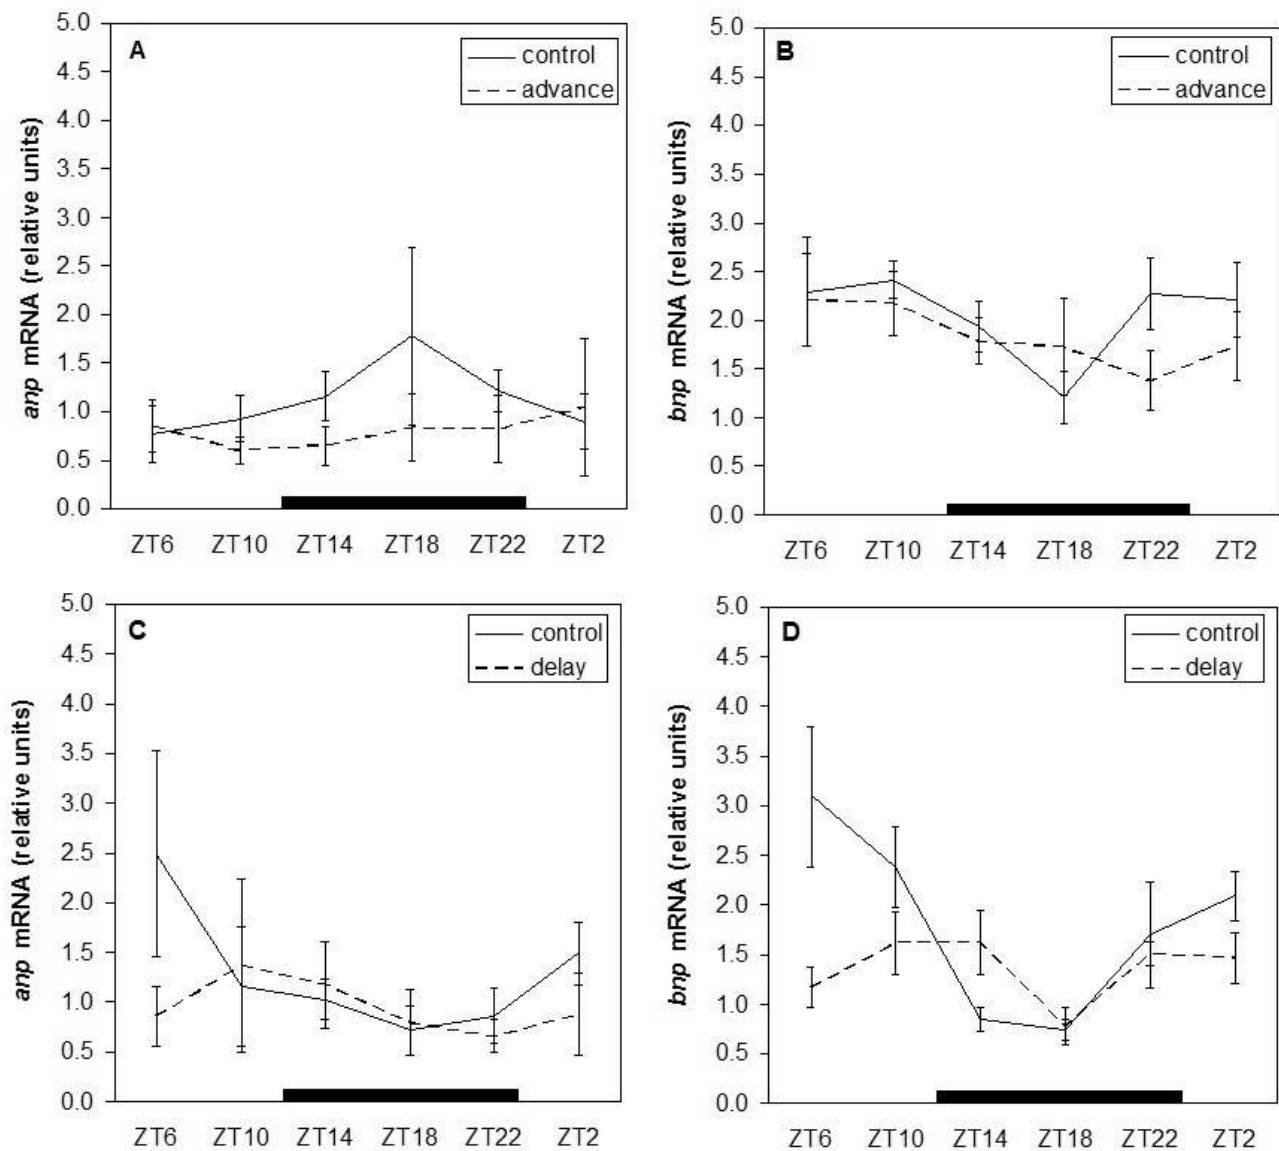 A
control
advance
5.0
4.5
4.0
3.5
3.0
2.5
2.0
1.5
1.0
0.5
0.0
anp mRNA (relative units)
ZT6 ZT10 ZT14 ZT18 ZT22 ZT2
B
control
advance
5.0
4.5
4.0
3.5
3.0
2.5
2.0
1.5
1.0
0.5
0.0
bnp mRNA (relative units)
ZT6 ZT10 ZT14 ZT18 ZT22 ZT2
C
control
delay
5.0
4.5
4.0
3.5
3.0
2.5
2.0
1.5
1.0
0.5
0.0
anp mRNA (relative units)
ZT6 ZT10 ZT14 ZT18 ZT22 ZT2
D
control
delay
5.0
4.5
4.0
3.5
3.0
2.5
2.0
1.5
1.0
0.5
0.0
bnp mRNA (relative units)
ZT6 ZT10 ZT14 ZT18 ZT22 ZT2